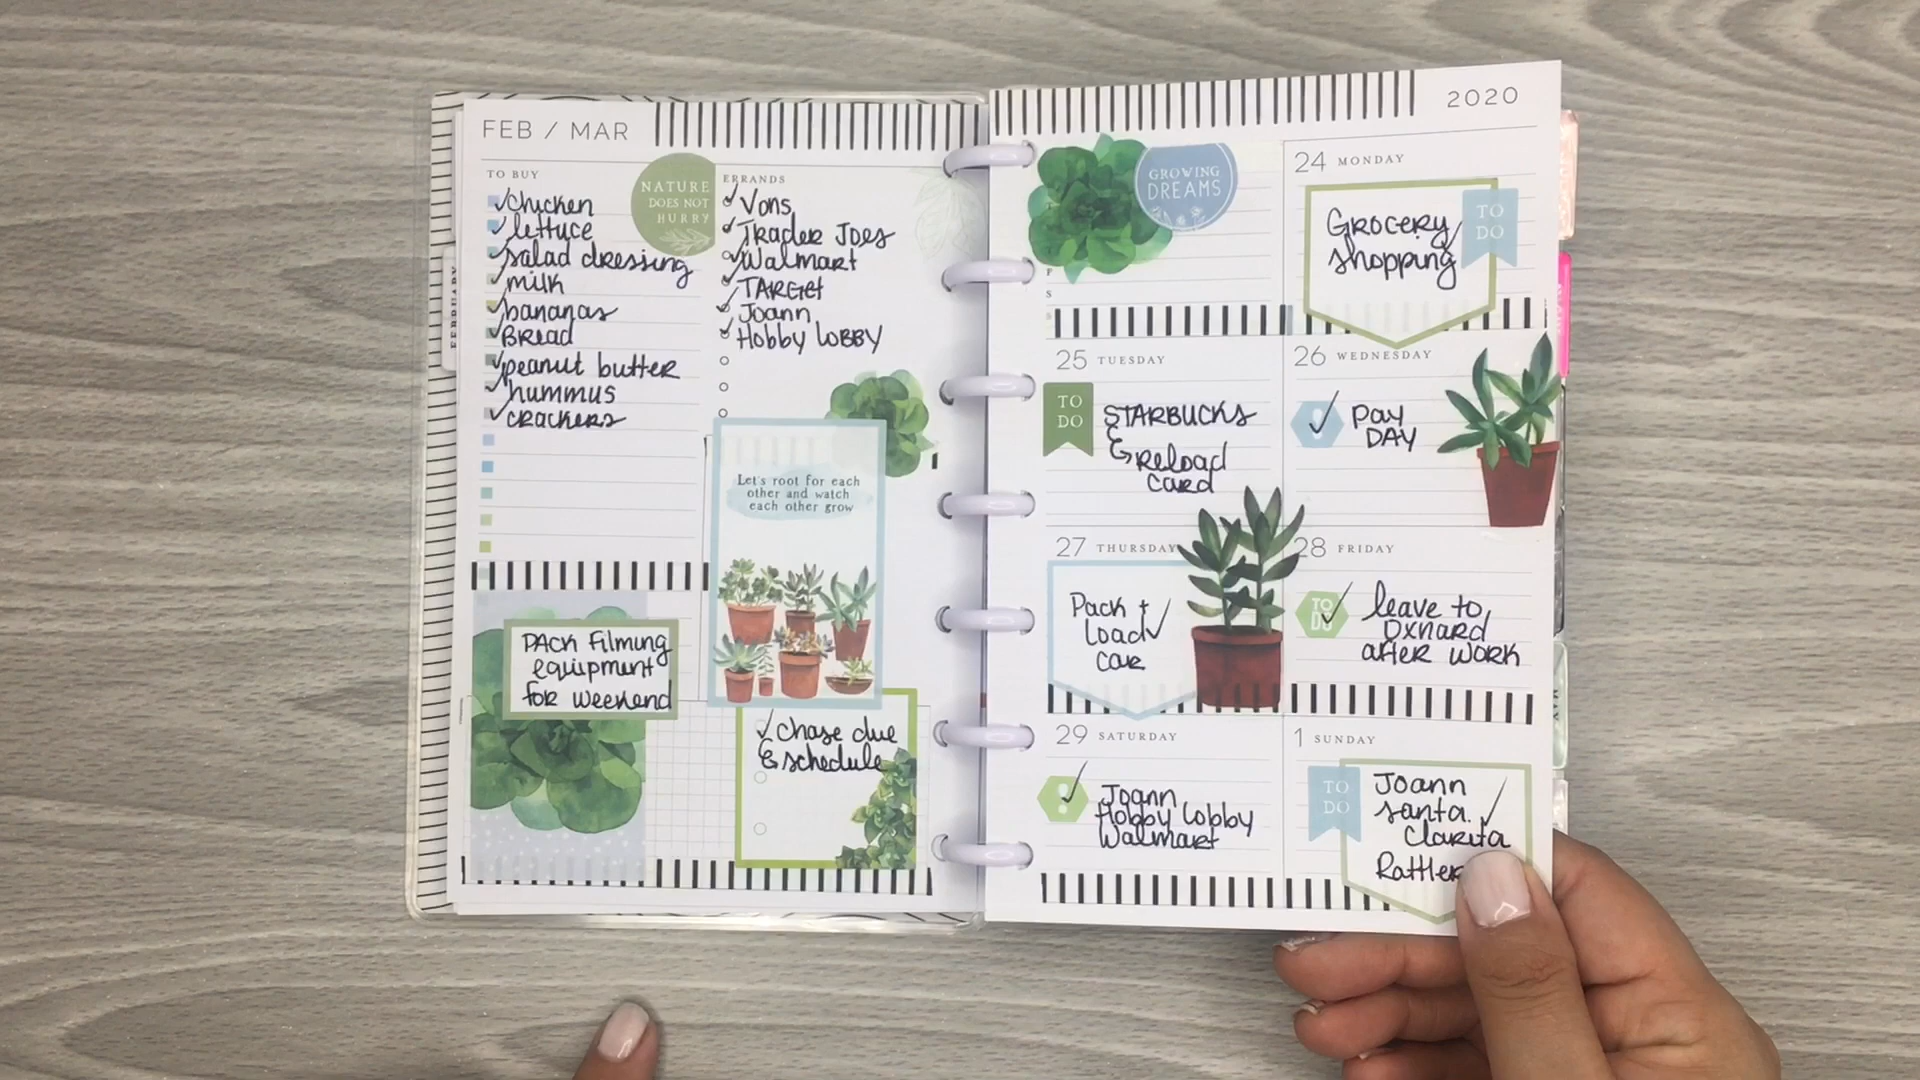 FEB / MAR
TO BUY
chicken
lettuce
salad dressing
milk
bananas
Bread
peanut butter
hummus
crackers
NATURE
DOES NOT
HURRY
ERRANDS
Vons
Trader Joes
Walmart
TARGET
Joann
Hobby LOBBY
Let's root for each
other and watch
each other grow
PACK Filming
equipment
for weekend
Chase due
& schedule
2020
GROWING
DREAMS
F
S
S
24 MONDAY
Grocery
shopping
TO
DO
25 TUESDAY
TO
DO
STARBUCKS
Reload
card
26 WEDNESDAY
Pay
DAY
27 THURSDAY
Pack +
Load
car
28 FRIDAY
TO
DO
leave to
Oxnard
after work
29 SATURDAY
Joann
Hobby Lobby
Walmart
1 SUNDAY
TO
DO
Joann
santa
Clarita
FEBRUARY
MAY